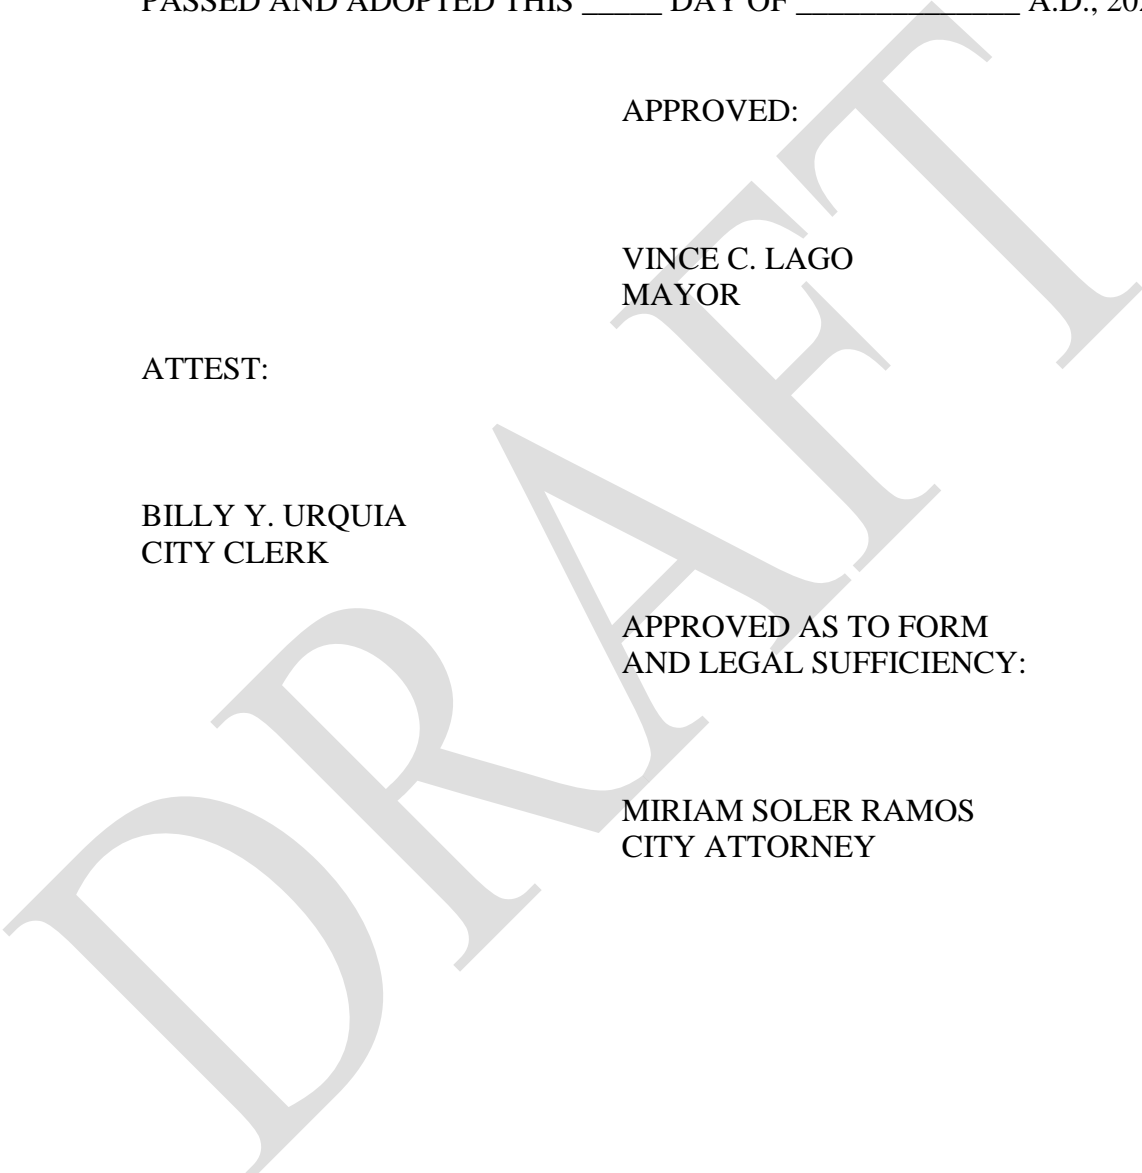 PASSED AND ADOPTED THIS _____ DAY OF ______________ A.D.,
APPROVED:
VINCE C. LAGO
MAYOR
ATTEST:
BILLY Y. URQUIA
CITY CLERK
APPROVED AS TO FORM
AND LEGAL SUFFICIENCY:
MIRIAM SOLER RAMOS
CITY ATTORNEY
DRAFT